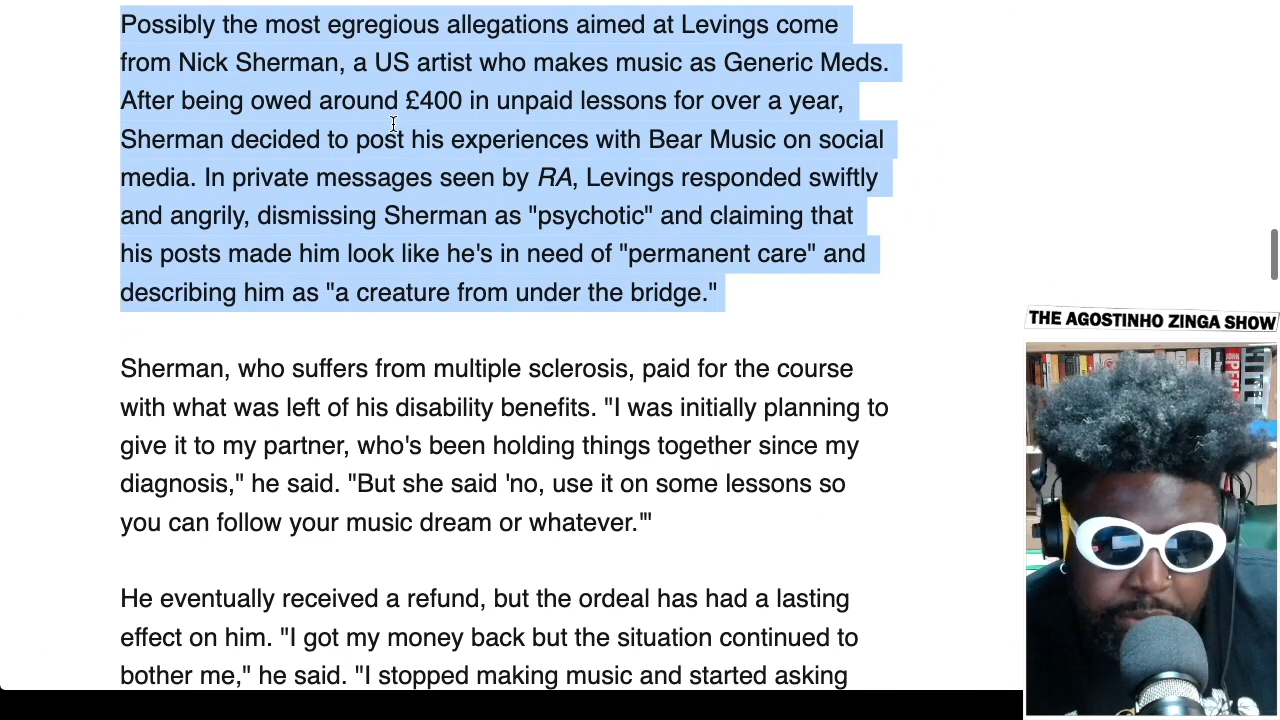 Possibly the most egregious allegations aimed at Levings come
from Nick Sherman, a US artist who makes music as Generic Meds.
After being owed around £400 in unpaid lessons for over a year,
Sherman decided to post his experiences with Bear Music on social
media. In private messages seen by RA, Levings responded swiftly
and angrily, dismissing Sherman as "psychotic" and claiming that
his posts made him look like he's in need of "permanent care" and
describing him as "a creature from under the bridge."
Sherman, who suffers from multiple sclerosis, paid for the course
with what was left of his disability benefits. "I was initially planning to
give it to my partner, who's been holding things together since my
diagnosis," he said. "But she said 'no, use it on some lessons so
you can follow your music dream or whatever.'"
He eventually received a refund, but the ordeal has had a lasting
effect on him. "I got my money back but the situation continued to
bother me," he said. "I stopped making music and started asking
THE AGOSTINHO ZINGA SHOW